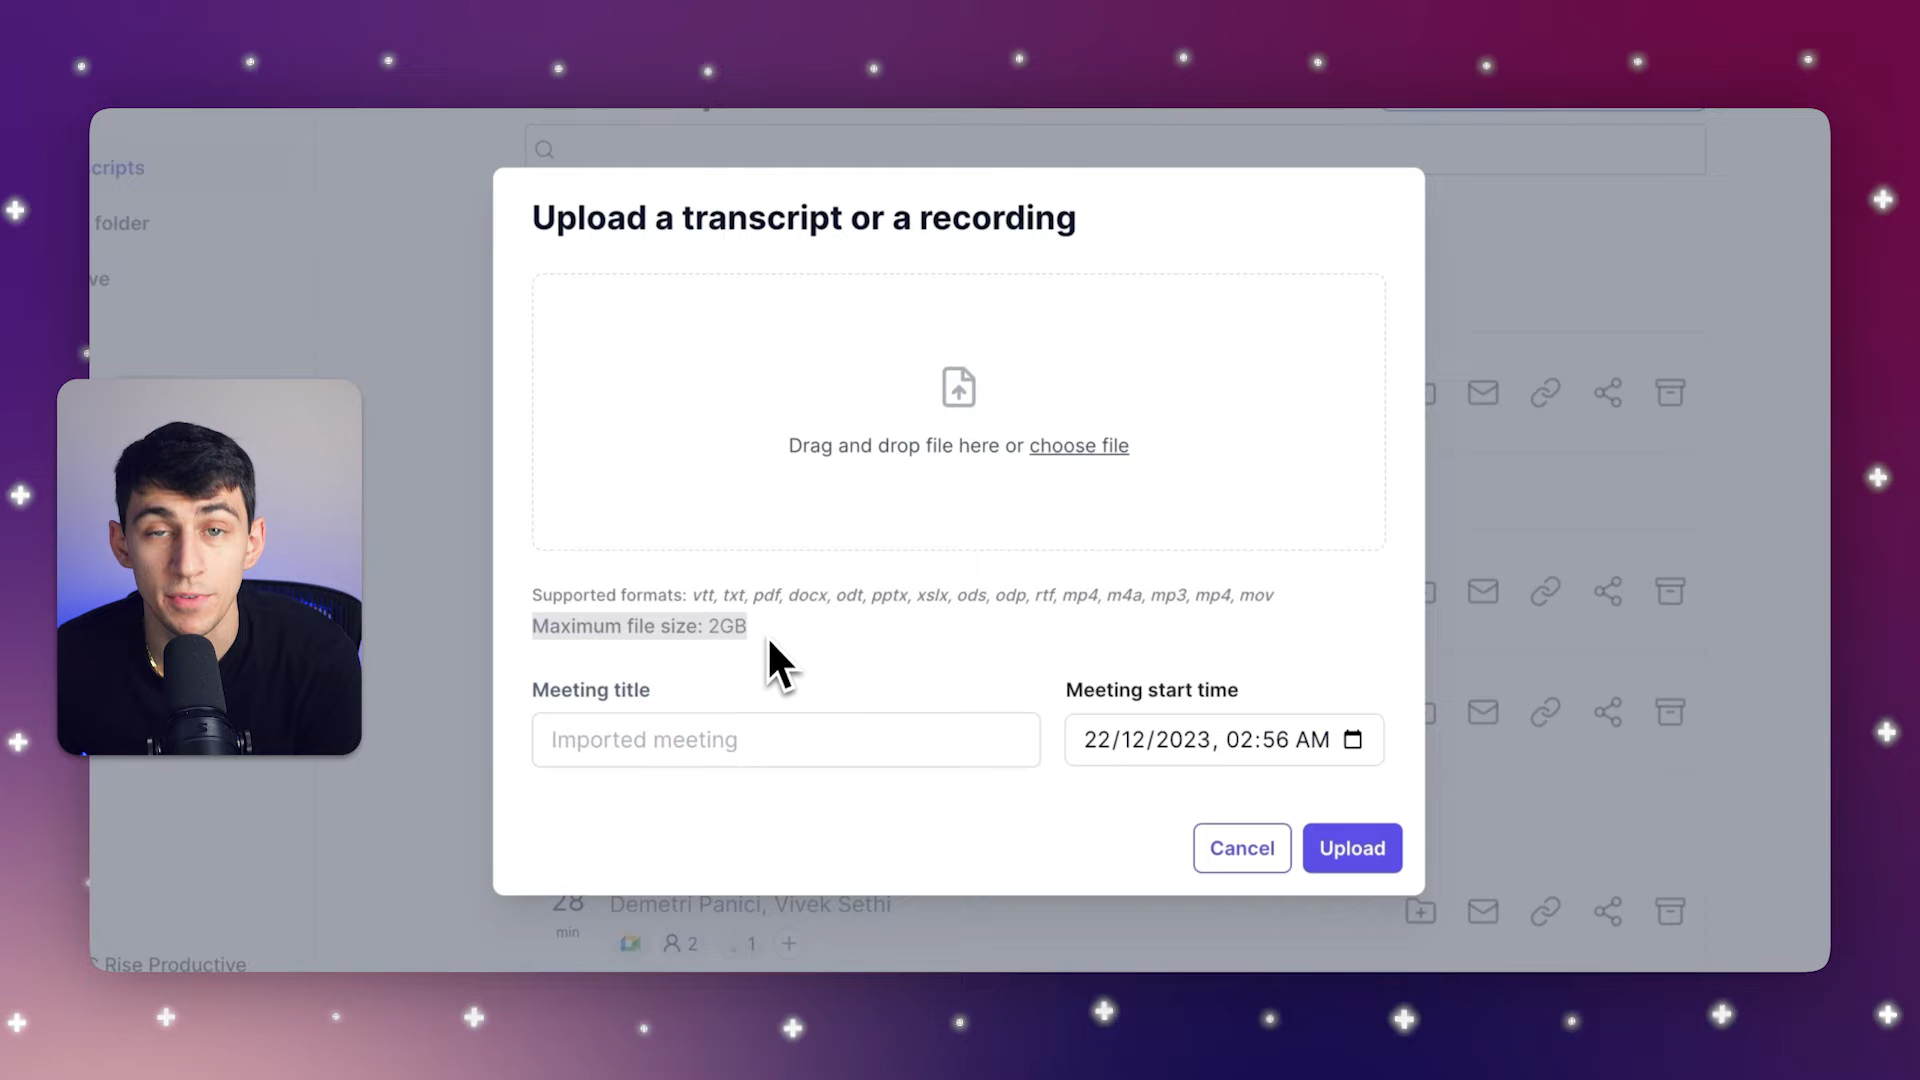 cripts
folder
ve
Upload a transcript or a recording
Drag and drop file here or choose file
Supported formats: vtt, txt, pdf, docx, odt, pptx, xslx, ods, odp, rtf, mp4, m4a, mp3, mp4, mov
Maximum file size: 2GB
Meeting title
Meeting start time
Imported meeting
22/12/2023, 02:56 AM
Cancel
Upload
28
min
Demetri Panici, Vivek Sethi
2
1
Rise Productive